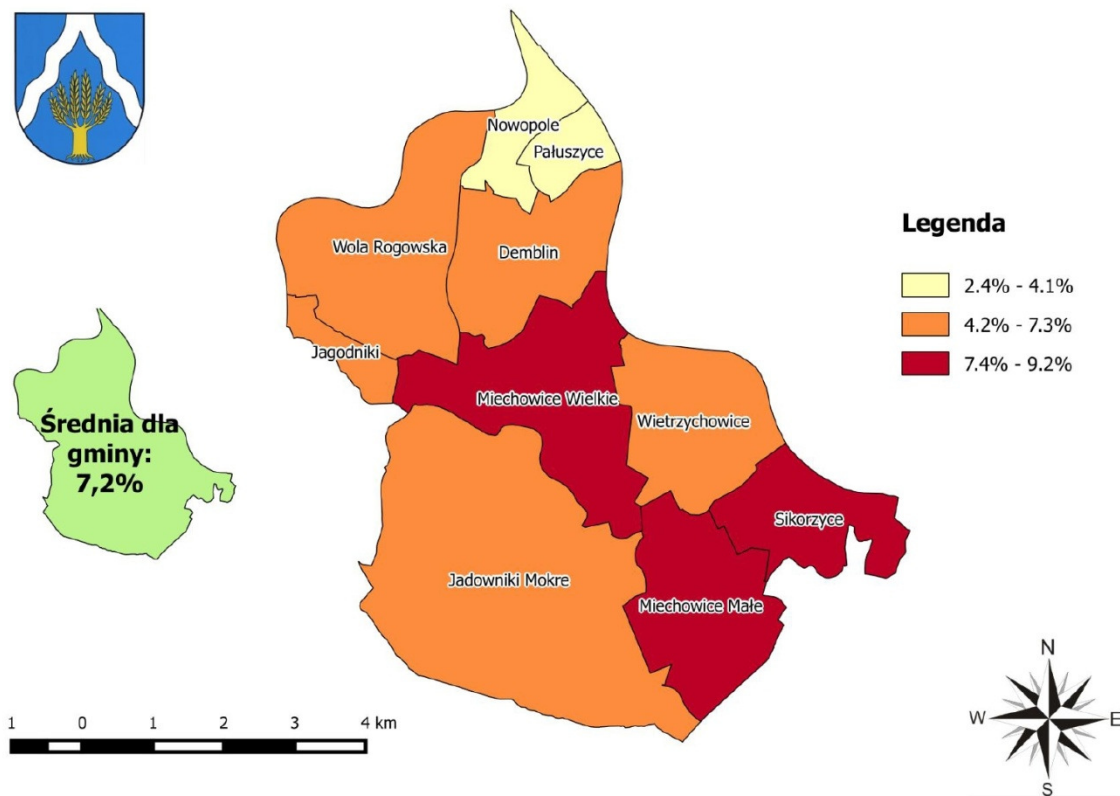 Nowopole
Pałuszyce
Wola Rogowska
Demblin
Jagodniki
Miechowice Wielkie
Wietrzychowice
Sikorzyce
Jadowniki Mokre
Miechowice Małe
Legenda
2.4% - 4.1%
4.2% - 7.3%
7.4% - 9.2%
Średnia dla
gminy:
7,2%
1 0 1 2 3 4 km
N
W E
S